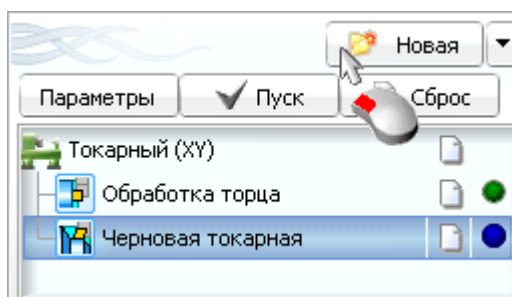 Новая
Параметры Пуск Сброс
Токарный (XY)
Обработка торца
Черновая токарная